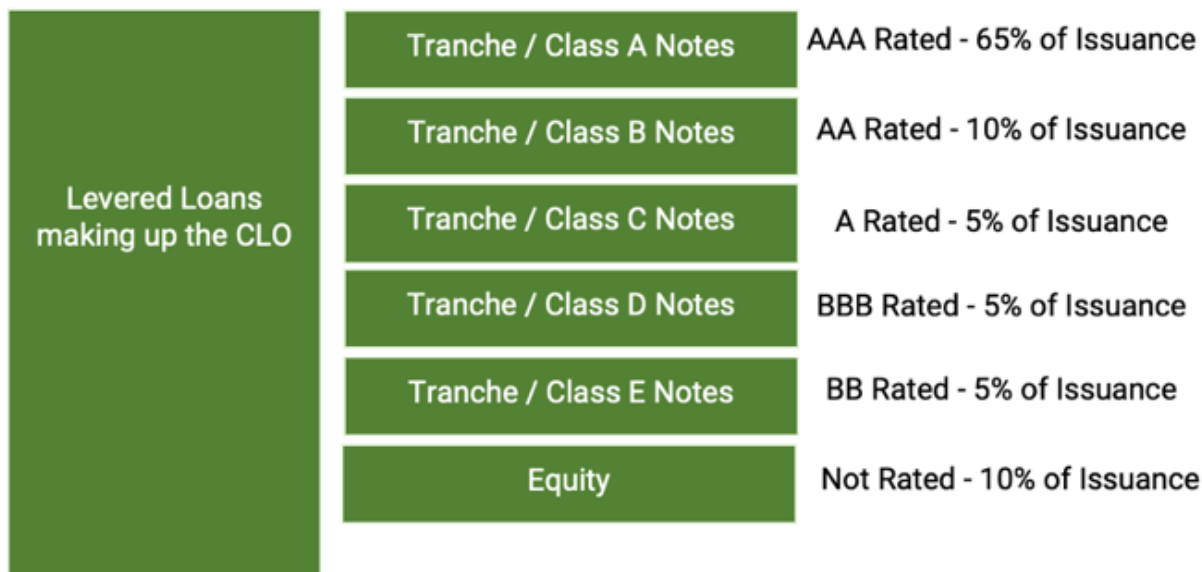 Levered Loans
making up the CLO
Tranche / Class A Notes
AAA Rated - 65% of Issuance
Tranche / Class B Notes
AA Rated - 10% of Issuance
Tranche / Class C Notes
A Rated - 5% of Issuance
Tranche / Class D Notes
BBB Rated - 5% of Issuance
Tranche / Class E Notes
BB Rated - 5% of Issuance
Equity
Not Rated - 10% of Issuance